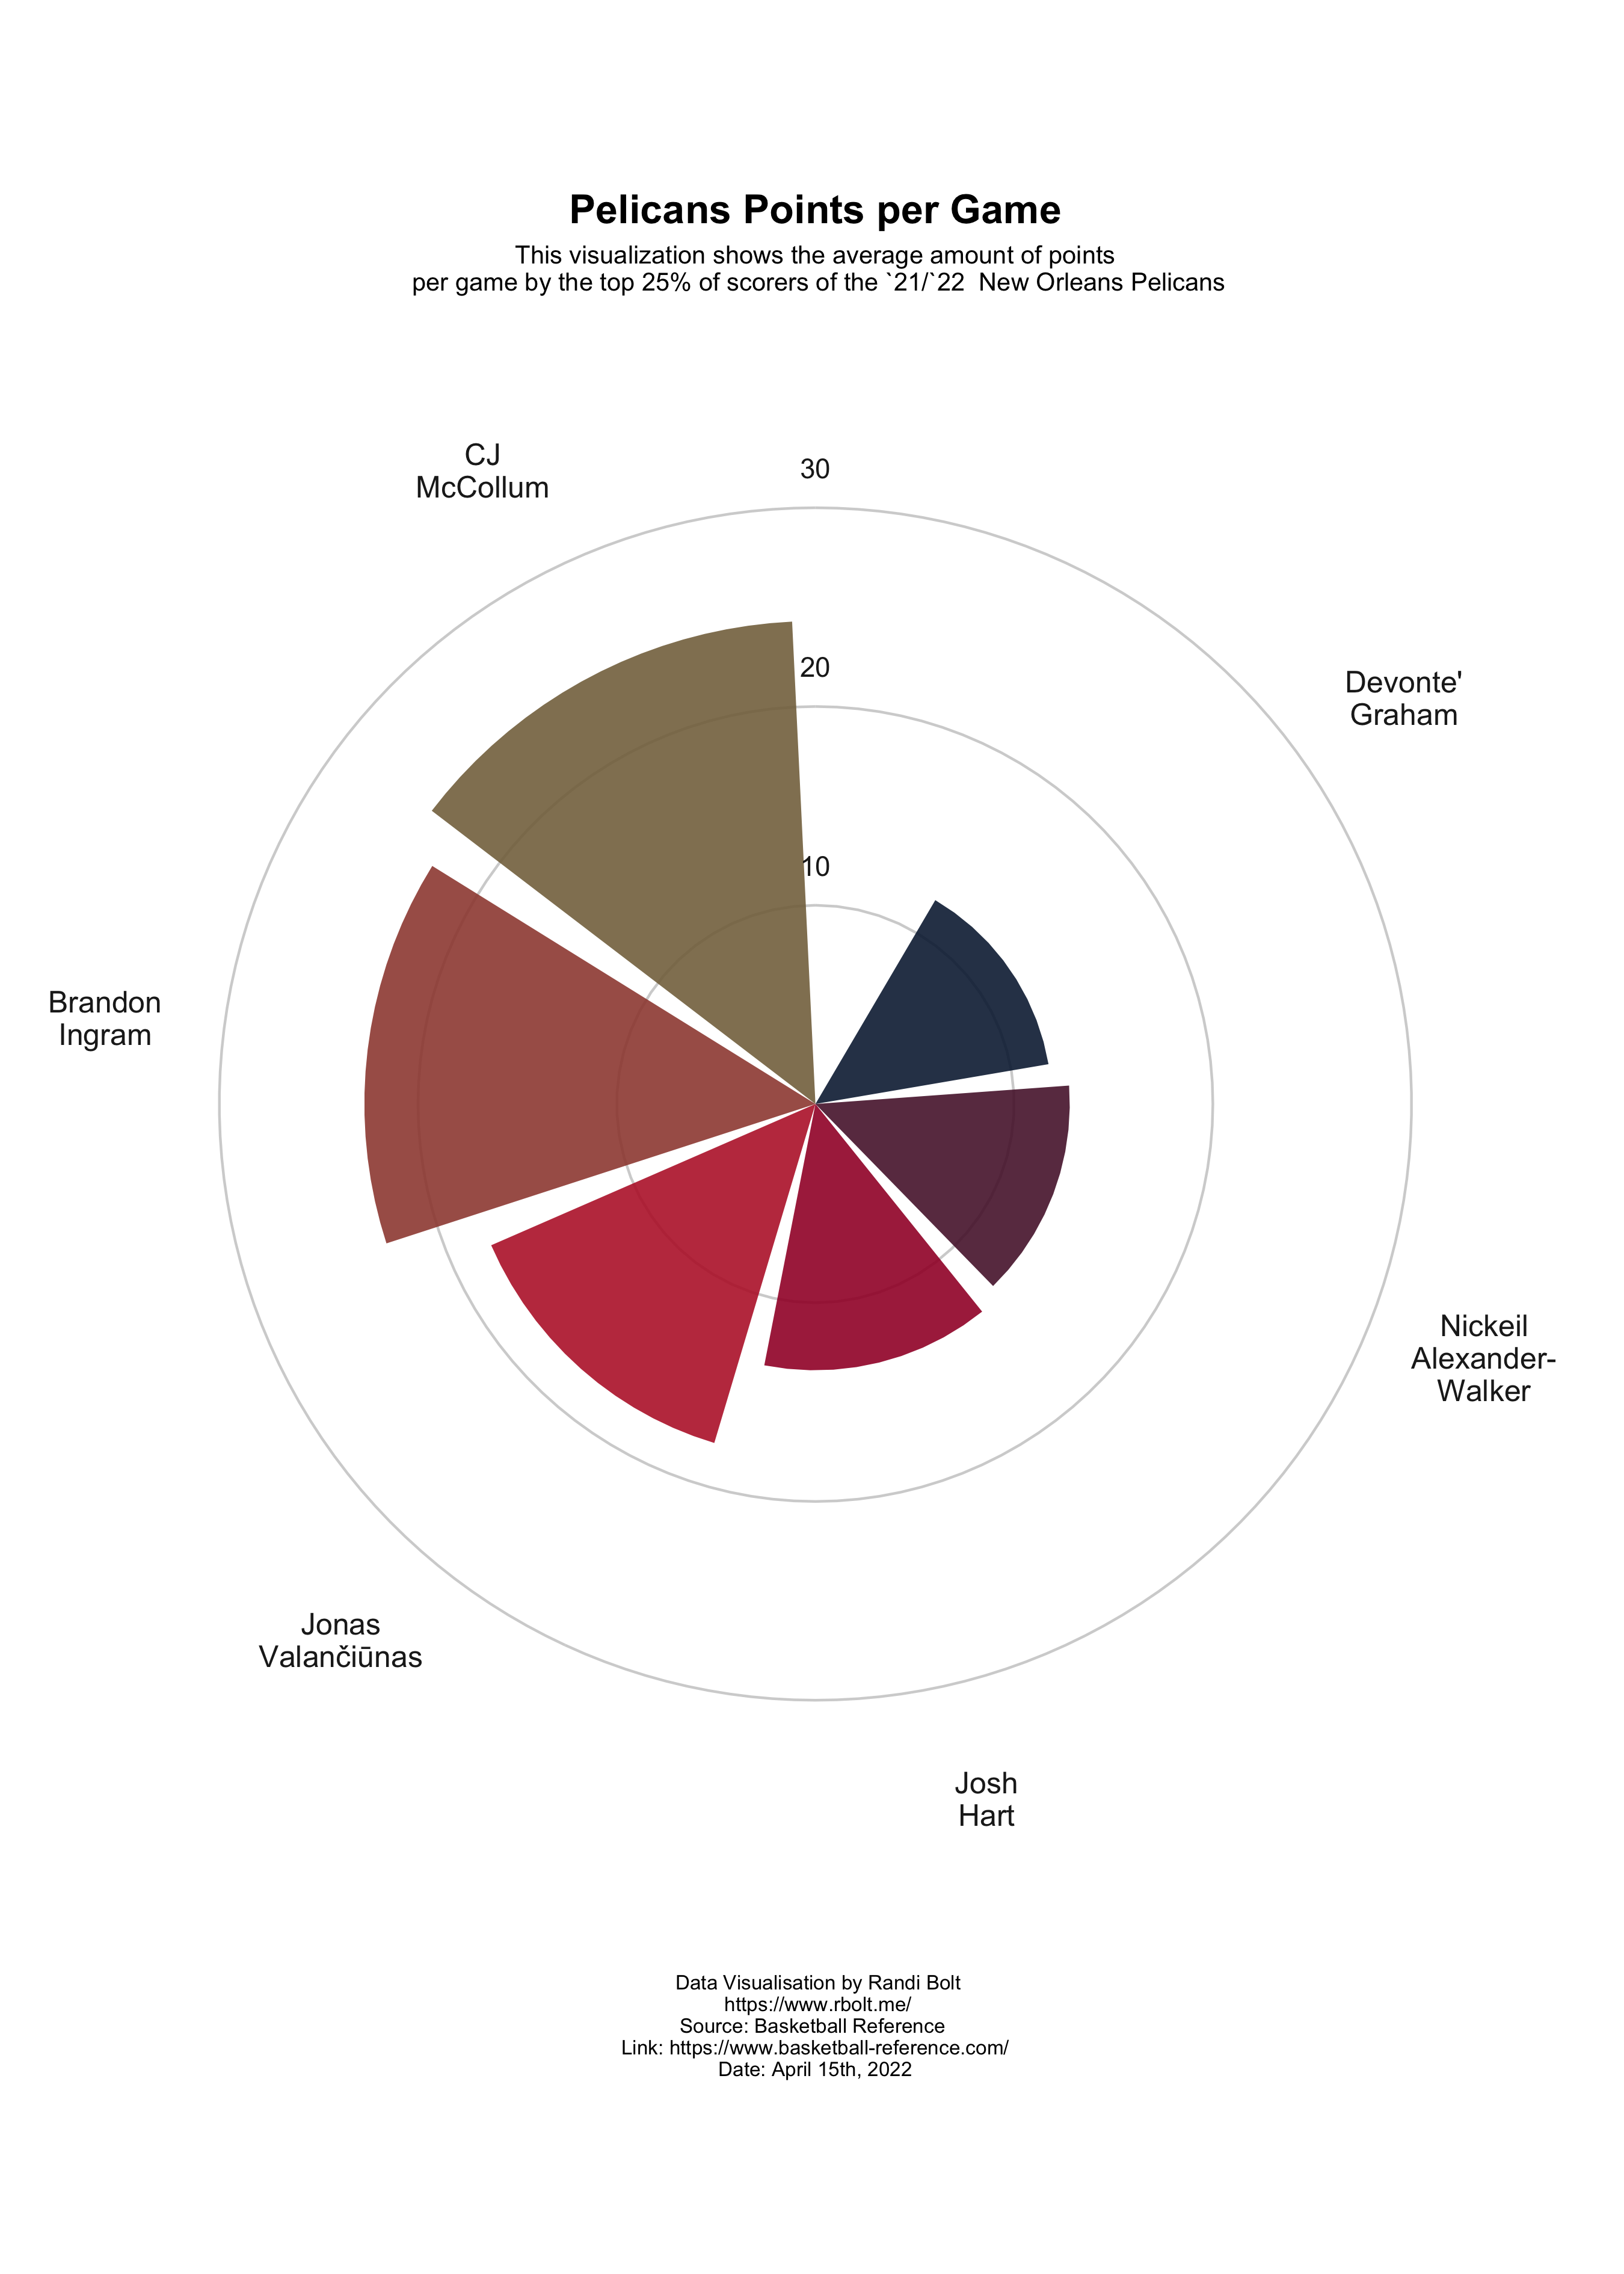 Pelicans Points per Game
This visualization shows the average amount of points
per game by the top 25% of scorers of the `21/`22  New Orleans Pelicans
CJ
McCollum
30
20
10
Devonte'
Graham
Brandon
Ingram
Nickeil
Alexander-
Walker
Jonas
Valančiūnas
Josh
Hart
Data Visualisation by Randi Bolt
https://www.rbolt.me/
Source: Basketball Reference
Link: https://www.basketball-reference.com/
Date: April 15th, 2022